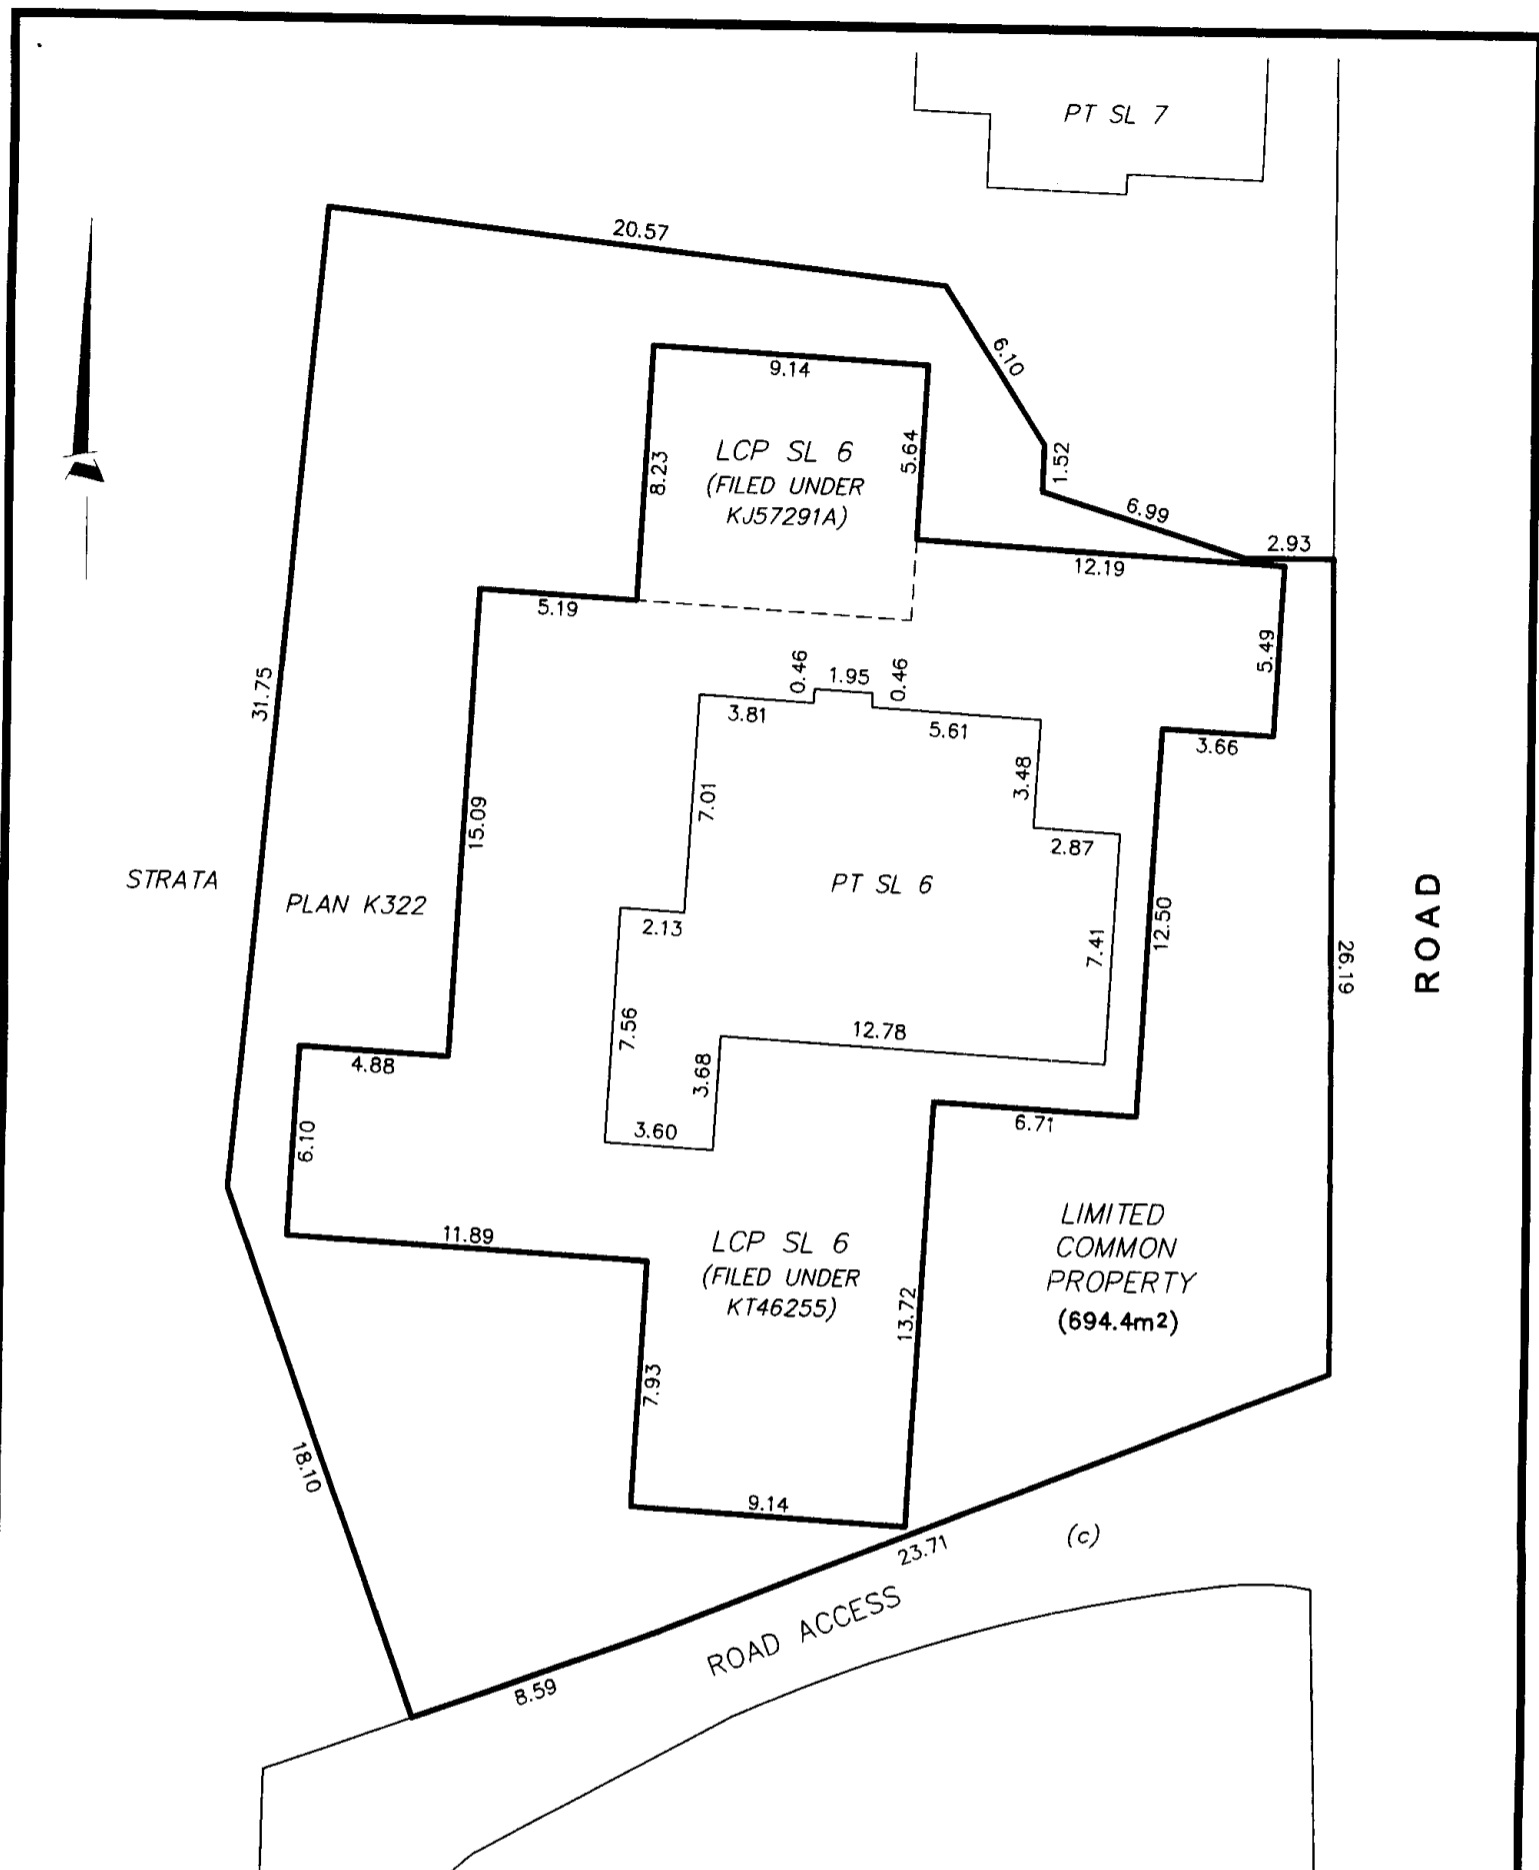 PT SL 7
20.57
6.10
9.14
LCP SL 6
(FILED UNDER
KJ57291A)
8.23
5.64
1.52
6.99
2.93
12.19
5.19
5.49
31.75
0.46
1.95
0.46
3.81
5.61
3.66
3.48
7.01
15.09
2.87
STRATA
PLAN K322
PT SL 6
2.13
7.41
12.50
26.19
ROAD
7.56
12.78
4.88
3.68
6.10
3.60
6.71
11.89
LCP SL 6
(FILED UNDER
KT46255)
LIMITED
COMMON
PROPERTY
(694.4m2)
13.72
7.93
18.10
9.14
23.71
(c)
ROAD ACCESS
8.59